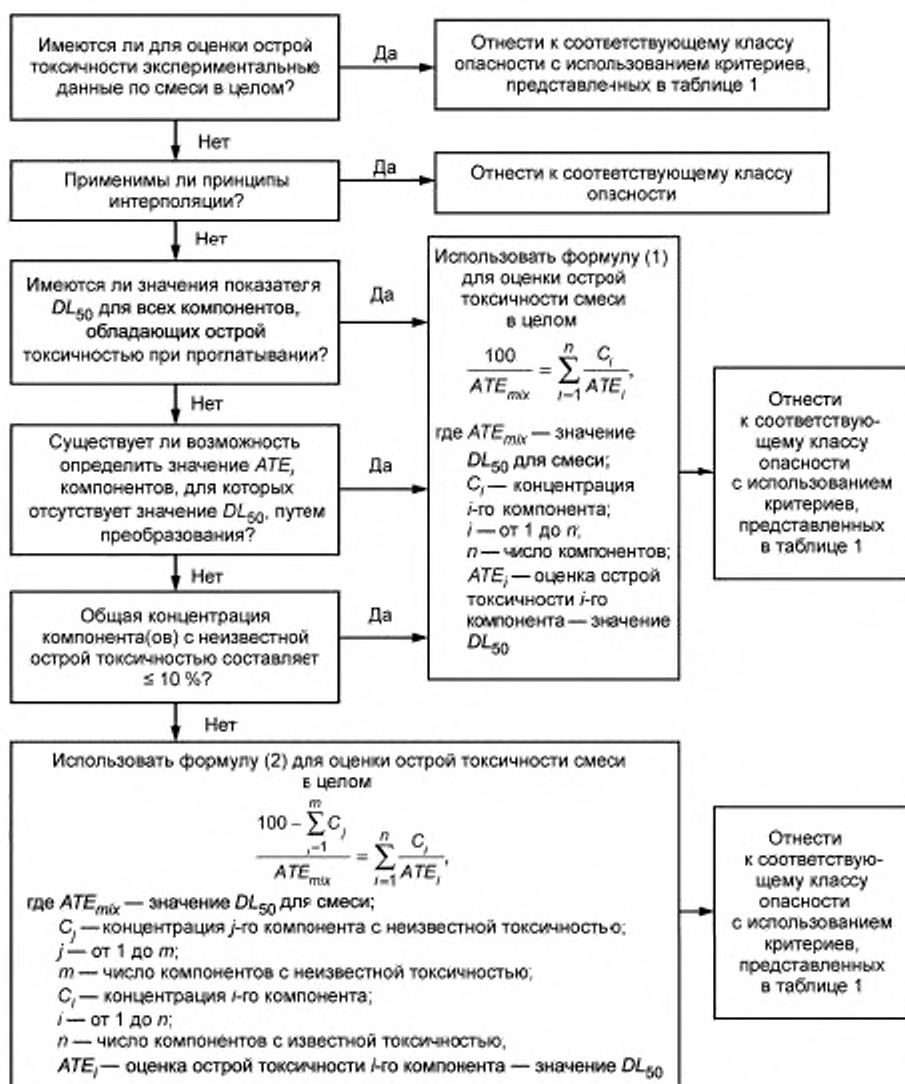 Имеются ли для оценки острой
токсичности экспериментальные
данные по смеси в целом?
Да
Отнести к соответствующему классу
опасности с использованием критериев,
представленных в таблице 1
Нет
Применимы ли принципы
интерполяции?
Да
Отнести к соответствующему классу
опасности
Нет
Имеются ли значения показателя
DL50 для всех компонентов,
обладающих острой
токсичностью при проглатывании?
Да
Использовать формулу (1)
для оценки острой
токсичности смеси
в целом
100 / ATEmix = n∑i=1 Ci / ATEi,
где ATEmix — значение
DL50 для смеси;
Ci — концентрация
i-го компонента;
i — от 1 до n;
n — число компонентов;
ATEi — оценка острой
токсичности i-го
компонента — значение
DL50
Отнести
к соответствую-
щему классу
опасности
с использованием
критериев,
представленных
в таблице 1
Нет
Существует ли возможность
определить значение ATEi
компонентов, для которых
отсутствует значение DL50, путем
преобразования?
Да
Нет
Общая концентрация
компонента(ов) с неизвестной
острой токсичностью составляет
≤ 10 %?
Да
Нет
Использовать формулу (2) для оценки острой токсичности смеси
в целом
100 – m∑j=1 Cj / ATEmix = n∑i=1 Ci / ATEi,
где ATEmix — значение DL50 для смеси;
Cj — концентрация j-го компонента с неизвестной токсичностью;
j — от 1 до m;
m — число компонентов с неизвестной токсичностью;
Ci — концентрация i-го компонента;
i — от 1 до n;
n — число компонентов с известной токсичностью,
ATEi — оценка острой токсичности i-го компонента — значение DL50
Отнести
к соответствую-
щему классу
опасности
с использованием
критериев,
представленных
в таблице 1